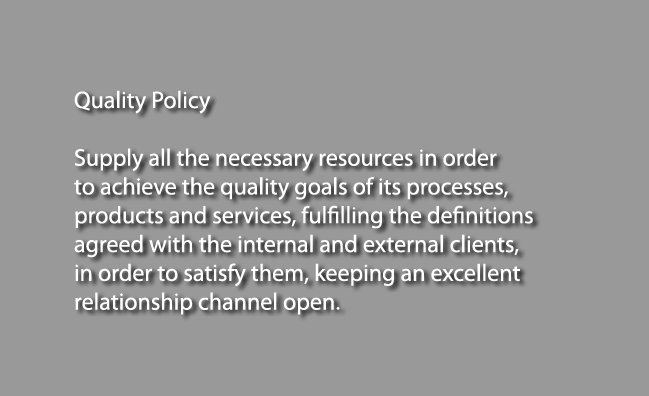 Quality Policy
Supply all the necessary resources in order
to achieve the quality goals of its processes,
products and services, fulfilling the definitions
agreed with the internal and external clients,
in order to satisfy them, keeping an excellent
relationship channel open.